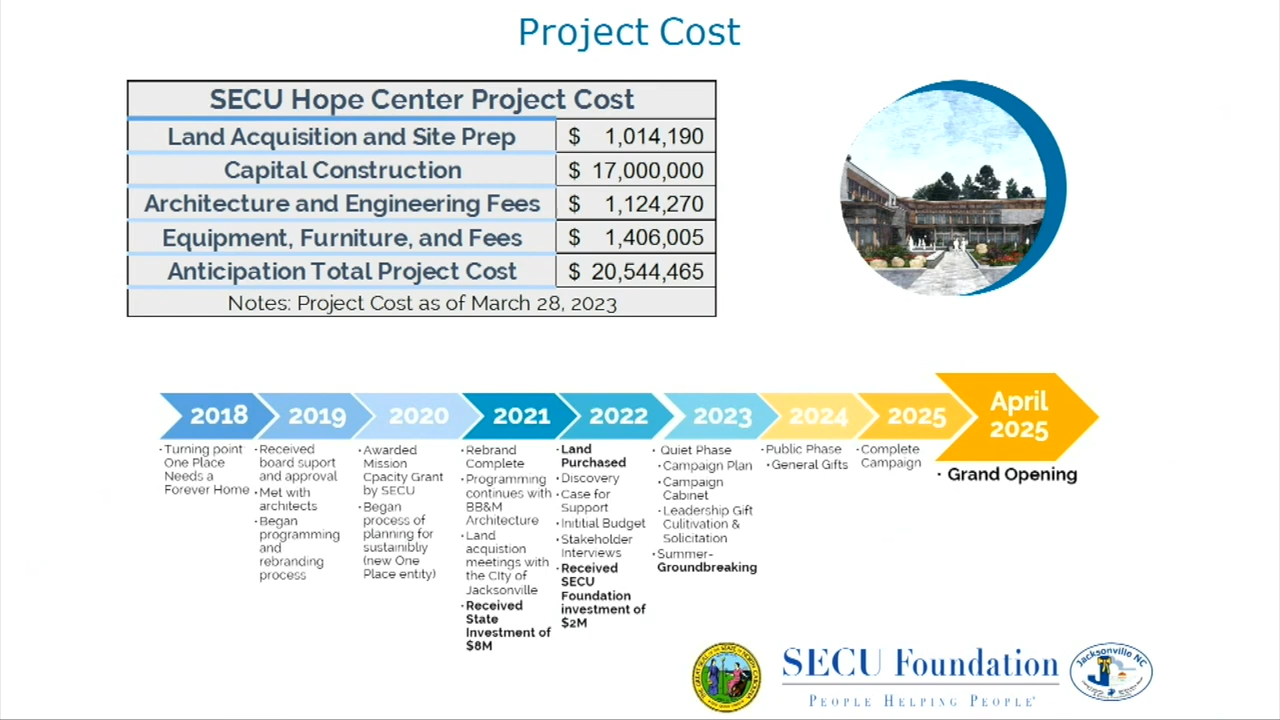 Project Cost
SECU Hope Center Project Cost
Land Acquisition and Site Prep $ 1,014,190
Capital Construction $ 17,000,000
Architecture and Engineering Fees $ 1,124,270
Equipment, Furniture, and Fees $ 1,406,005
Anticipation Total Project Cost $ 20,544,465
Notes: Project Cost as of March 28, 2023
2018
· Turning point
One Place
Needs a
Forever Home
2019
· Received
board suport
and approval
· Met with
architects
· Began
programming
and
rebranding
process
2020
· Awarded
Mission
Cpacity Grant
by SECU
· Began
process of
planning for
sustainibly
(new One
Place entity)
2021
· Rebrand
Complete
· Programming
continues with
BB&M
Architecture
· Land
acquistion
meetings with
the CIty of
Jacksonville
· Received
State
Investment of
$8M
2022
· Land
Purchased
· Discovery
· Case for
Support
· Inititial Budget
· Stakeholder
Interviews
· Received
SECU
Foundation
investment of
$2M
2023
· Quiet Phase
· Campaign Plan
· Campaign
Cabinet
· Leadership Gift
Culitivation &
Solicitation
· Summer-
Groundbreaking
2024
· Public Phase
· General Gifts
2025
· Complete
Campaign
April
2025
· Grand Opening
SECU Foundation
PEOPLE HELPING PEOPLE®
Jacksonville NC